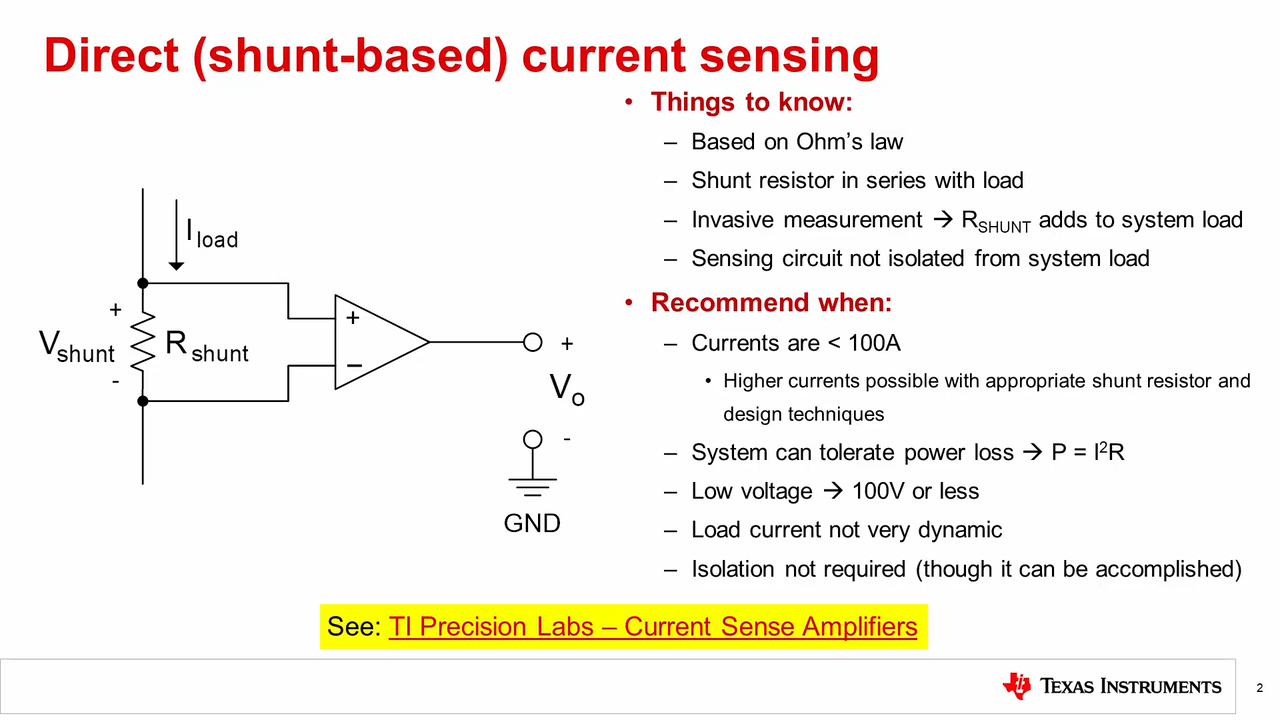 Direct (shunt-based) current sensing
• Things to know:
– Based on Ohm’s law
– Shunt resistor in series with load
– Invasive measurement → RSHUNT adds to system load
– Sensing circuit not isolated from system load
• Recommend when:
– Currents are < 100A
• Higher currents possible with appropriate shunt resistor and
design techniques
– System can tolerate power loss → P = I²R
– Low voltage → 100V or less
– Load current not very dynamic
– Isolation not required (though it can be accomplished)
Iload
+
Vshunt
-
Rshunt
+
–
+
Vo
-
GND
See: TI Precision Labs – Current Sense Amplifiers
TEXAS INSTRUMENTS
2